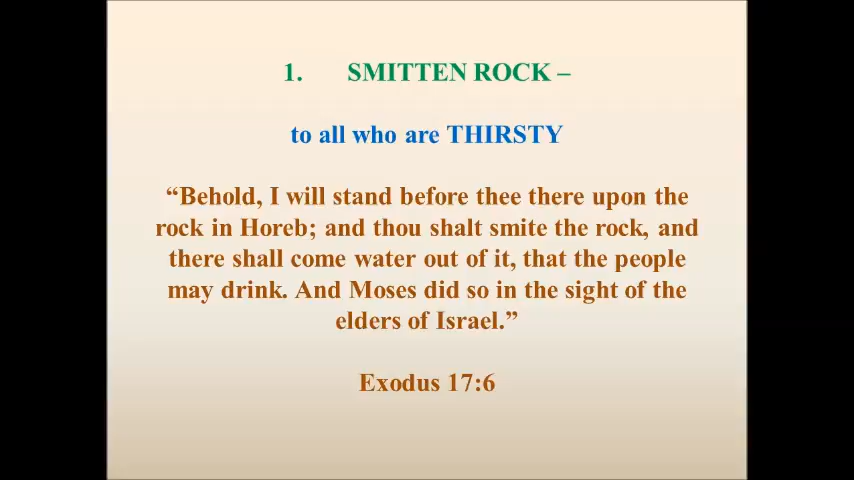 1. SMITTEN ROCK –
to all who are THIRSTY
“Behold, I will stand before thee there upon the
rock in Horeb; and thou shalt smite the rock, and
there shall come water out of it, that the people
may drink. And Moses did so in the sight of the
elders of Israel.”
Exodus 17:6